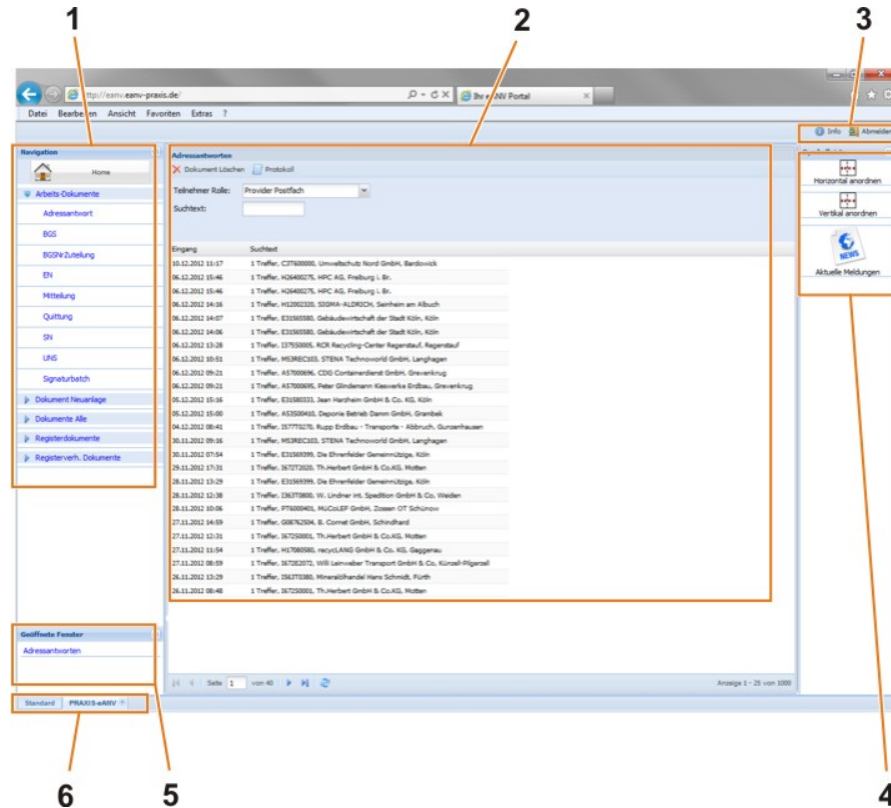 1
2
3
http://eanv.eanv-praxis.de/
Ihr eANV Portal
Datei Bearbeiten Ansicht Favoriten Extras ?
Info Abmelden
Navigation
Home
Arbeits-Dokumente
Adressantwort
BGS
BGSNrZuteilung
EN
Mitteilung
Quittung
SN
UNS
Signaturbatch
Dokument Neuanlage
Dokumente Alle
Registerdokumente
Registerverh. Dokumente
Adressantworten
Dokument Löschen Protokoll
Teilnehmer Rolle: Provider Postfach
Suchtext:
Eingang Suchtext
10.12.2012 11:17 1 Treffer, C3T600000, Umweltschutz Nord GmbH, Bardowick
06.12.2012 15:46 1 Treffer, H26400275, HPC AG, Freiburg i. Br.
06.12.2012 15:46 1 Treffer, H26400275, HPC AG, Freiburg i. Br.
06.12.2012 14:16 1 Treffer, H12002320, SIGMA-ALDRICH, Seinheim am Albuch
06.12.2012 14:07 1 Treffer, E31565580, Gebäudewirtschaft der Stadt Köln, Köln
06.12.2012 14:06 1 Treffer, E31565580, Gebäudewirtschaft der Stadt Köln, Köln
06.12.2012 13:28 1 Treffer, I37550005, RCR Recycling-Center Regenstauf, Regenstauf
06.12.2012 10:51 1 Treffer, M53REC103, STENA Technoworld GmbH, Langhagen
06.12.2012 09:21 1 Treffer, A57000696, CDG Containerdienst GmbH, Grevenkrug
06.12.2012 09:21 1 Treffer, A57000695, Peter Glindemann Kieswerke Erdbau, Grevenkrug
05.12.2012 15:16 1 Treffer, E31580333, Jean Harzheim GmbH & Co. KG, Köln
05.12.2012 15:00 1 Treffer, A53S00410, Deponie Betrieb Damm GmbH, Grambek
04.12.2012 08:41 1 Treffer, I577T0270, Rupp Erdbau - Transporte - Abbruch, Gunzenhausen
30.11.2012 09:16 1 Treffer, M53REC103, STENA Technoworld GmbH, Langhagen
30.11.2012 07:54 1 Treffer, E31569399, Die Ehrenfelder Gemeinnützige, Köln
29.11.2012 17:31 1 Treffer, I672T2020, Th.Herbert GmbH & Co.KG, Motten
28.11.2012 13:29 1 Treffer, E31569399, Die Ehrenfelder Gemeinnützige, Köln
28.11.2012 12:38 1 Treffer, I363T0800, W. Lindner int. Spedition GmbH & Co, Weiden
28.11.2012 10:06 1 Treffer, PT6000401, MüCoLEF GmbH, Zossen OT Schünow
27.11.2012 14:59 1 Treffer, G08762504, B. Comet GmbH, Schindhard
27.11.2012 12:31 1 Treffer, I67250001, Th.Herbert GmbH & Co.KG, Motten
27.11.2012 11:54 1 Treffer, H17080580, recycLANG GmbH & Co. KG, Gaggenau
27.11.2012 08:59 1 Treffer, I672E2072, Willi Leinweber Transport GmbH & Co, Künzell-Pilgerzell
26.11.2012 13:29 1 Treffer, I563T0380, Mineralölhandel Hans Schmidt, Fürth
26.11.2012 08:48 1 Treffer, I67250001, Th.Herbert GmbH & Co.KG, Motten
Horizontal anordnen
Vertikal anordnen
NEWS
Aktuelle Meldungen
Geöffnete Fenster
Adressantworten
Seite 1 von 40
Anzeige 1 - 25 von 1000
Standard PRAXIS-eANV
6
5
4